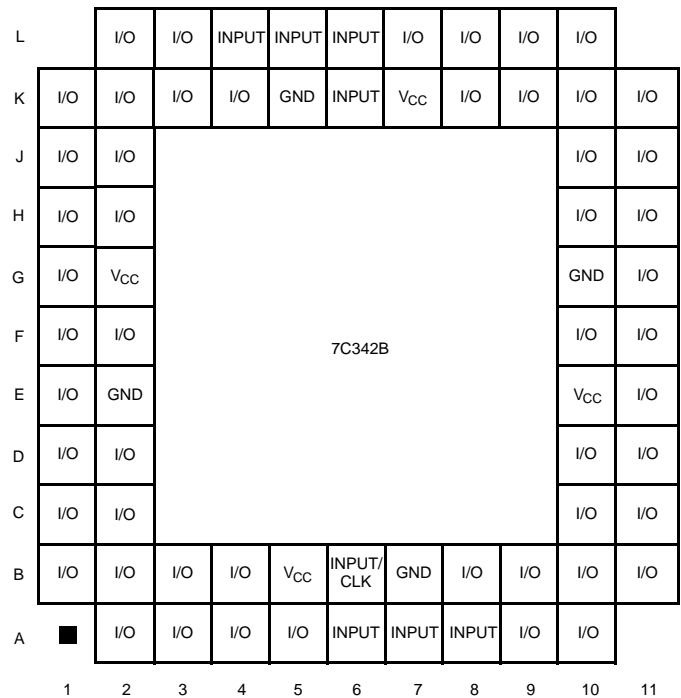 L I/O I/O INPUT INPUT INPUT I/O I/O I/O I/O
K I/O I/O I/O I/O GND INPUT VCC I/O I/O I/O I/O
J I/O I/O I/O I/O
H I/O I/O I/O I/O
G I/O VCC GND I/O
F I/O I/O 7C342B I/O I/O
E I/O GND VCC I/O
D I/O I/O I/O I/O
C I/O I/O I/O I/O
B I/O I/O I/O I/O VCC INPUT/CLK GND I/O I/O I/O I/O
A I/O I/O I/O I/O INPUT INPUT INPUT I/O I/O
1 2 3 4 5 6 7 8 9 10 11